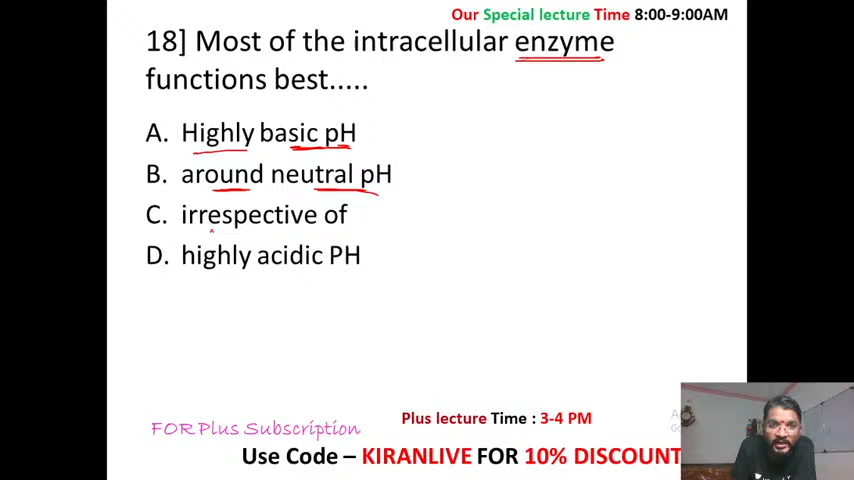 Our Special lecture Time 8:00-9:00AM
18] Most of the intracellular enzyme
functions best.....
A. Highly basic pH
B. around neutral pH
C. irrespective of
D. highly acidic PH
Plus lecture Time : 3-4 PM
FOR Plus Subscription
Use Code – KIRANLIVE FOR 10% DISCOUNT